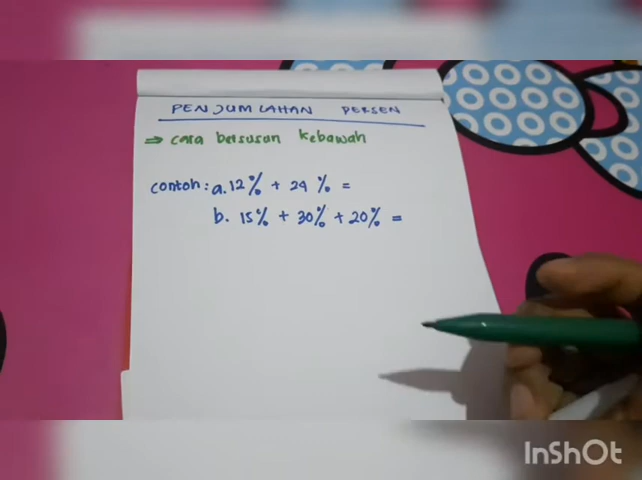 PENJUMLAHAN PERSEN
⇒ cara bersusun kebawah
contoh : a. 12% + 24% =
b. 15% + 30% + 20% =
InShOt